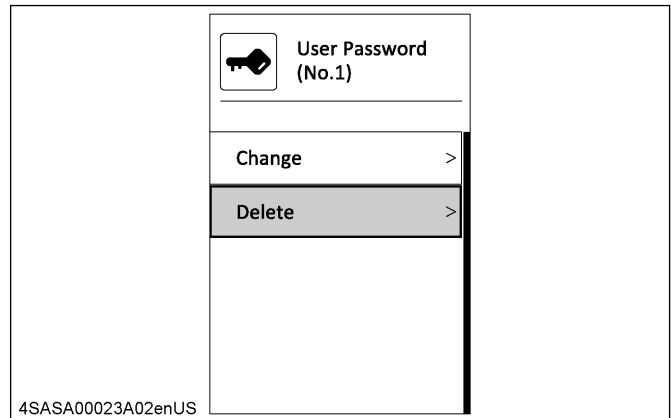 User Password
(No.1)
Change >
Delete >
4SASA00023A02enUS